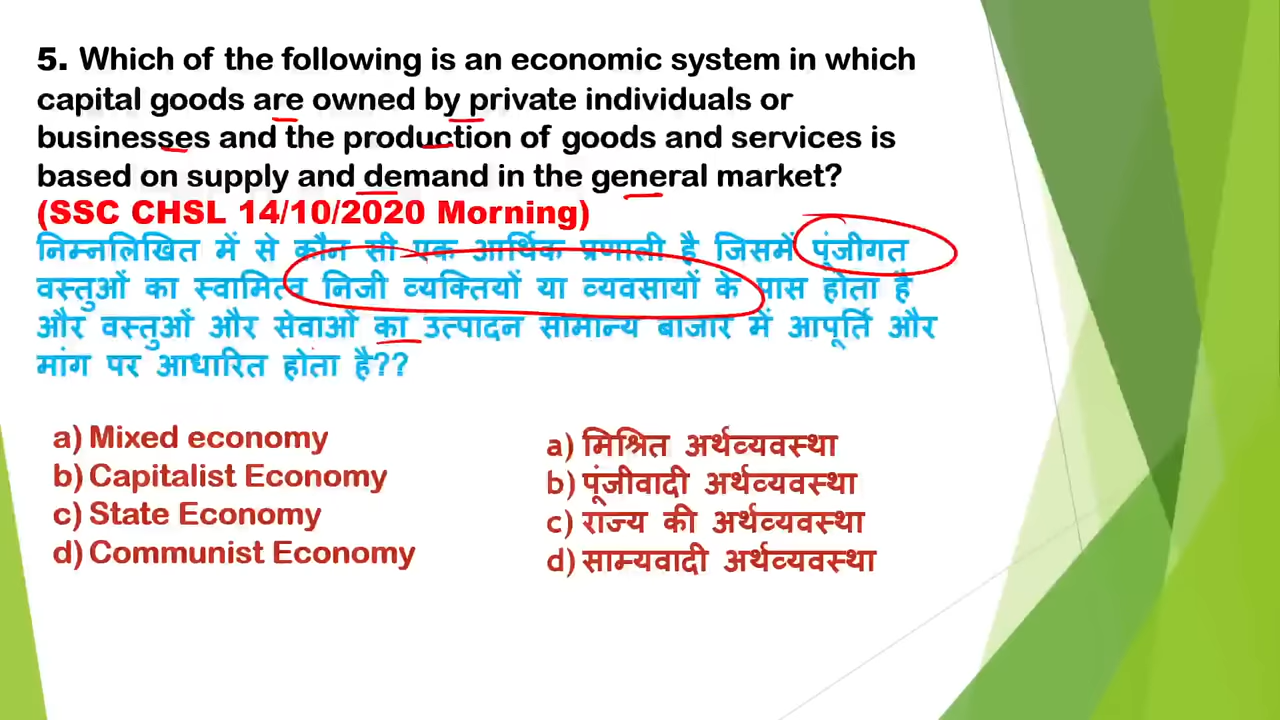 5. Which of the following is an economic system in which
capital goods are owned by private individuals or
businesses and the production of goods and services is
based on supply and demand in the general market?
(SSC CHSL 14/10/2020 Morning)
निम्नलिखित में से कौन सी एक आर्थिक प्रणाली है जिसमें पूंजीगत
वस्तुओं का स्वामित्व निजी व्यक्तियों या व्यवसायों के पास होता है
और वस्तुओं और सेवाओं का उत्पादन सामान्य बाजार में आपूर्ति और
मांग पर आधारित होता है??
a) Mixed economy
b) Capitalist Economy
c) State Economy
d) Communist Economy
a) मिश्रित अर्थव्यवस्था
b) पूंजीवादी अर्थव्यवस्था
c) राज्य की अर्थव्यवस्था
d) साम्यवादी अर्थव्यवस्था